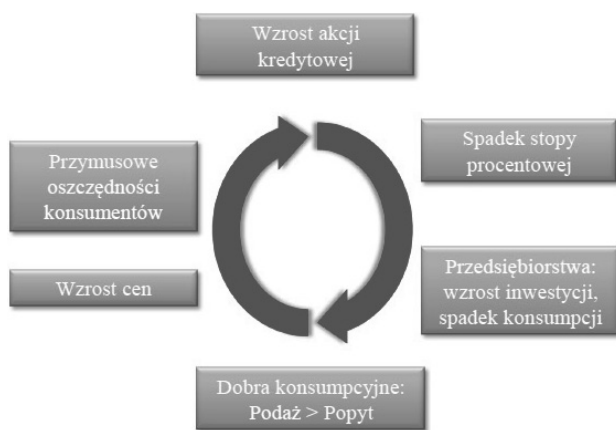 Wzrost akcji
kredytowej
Spadek stopy
procentowej
Przedsiębiorstwa:
wzrost inwestycji,
spadek konsumpcji
Dobra konsumpcyjne:
Podaż > Popyt
Wzrost cen
Przymusowe
oszczędności
konsumentów